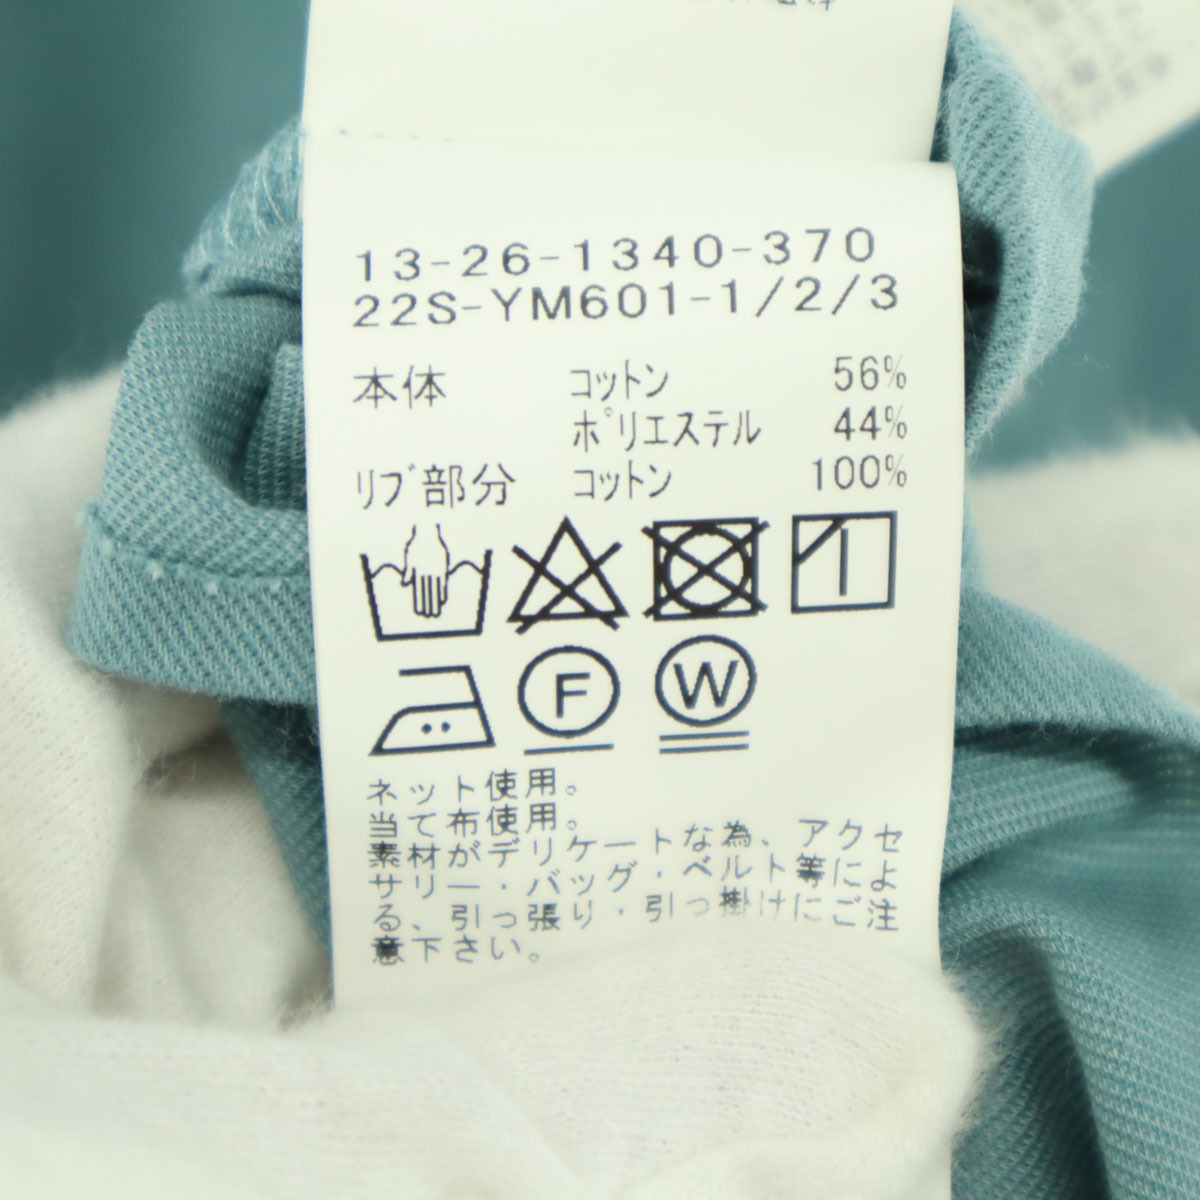 13-26-1340-370
22S-YM601-1/2/3
本体 コットン 56%
ポリエステル 44%
リブ部分 コットン 100%
F W
ネット使用。
当て布使用。
素材がデリケートな為、アクセ
サリー・バッグ・ベルト等によ
る、引っ張り・引っ掛けにご注
意下さい。